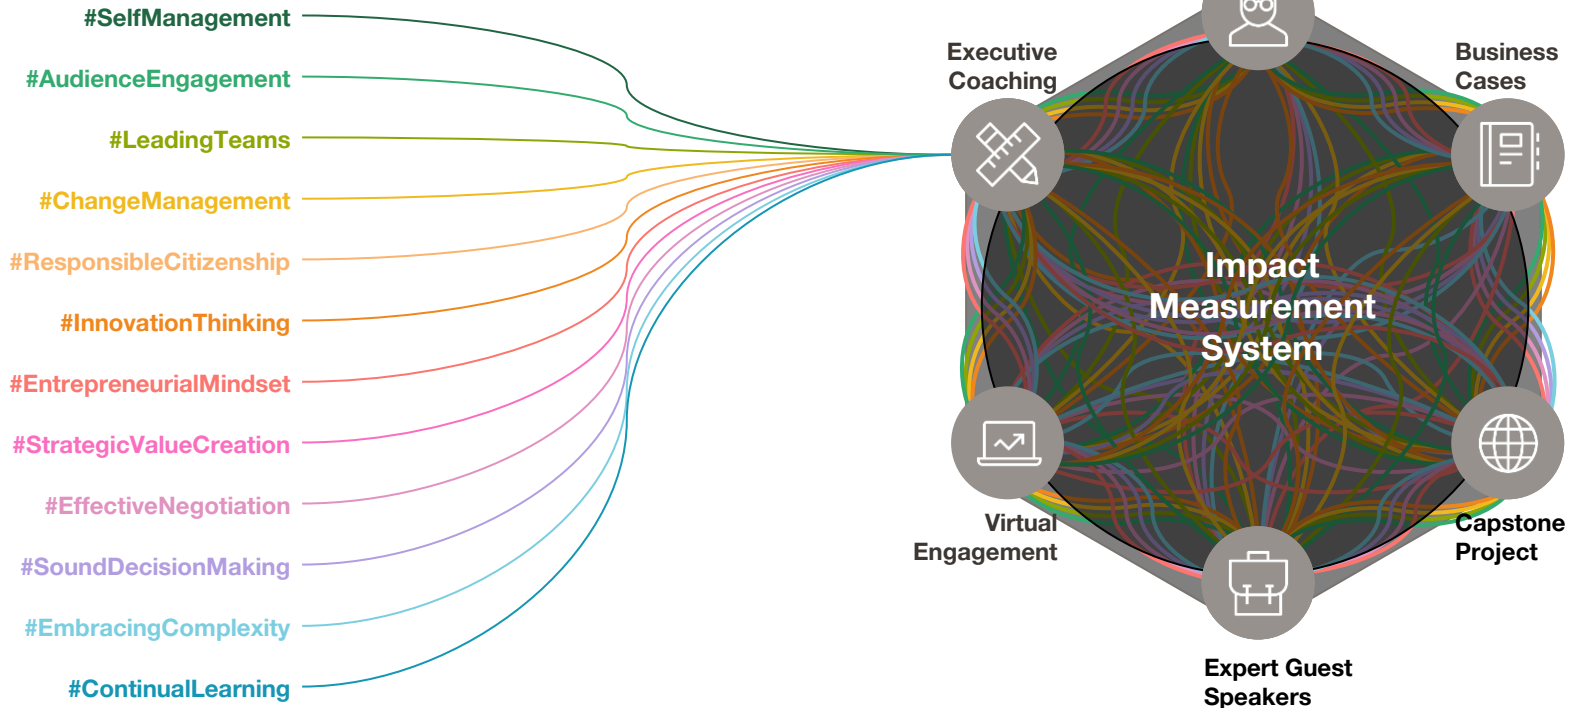 #SelfManagement
#AudienceEngagement
#LeadingTeams
#ChangeManagement
#ResponsibleCitizenship
#InnovationThinking
#EntrepreneurialMindset
#StrategicValueCreation
#EffectiveNegotiation
#SoundDecisionMaking
#EmbracingComplexity
#ContinualLearning
Executive
Coaching
Business
Cases
Impact
Measurement
System
Virtual
Engagement
Capstone
Project
Expert Guest
Speakers